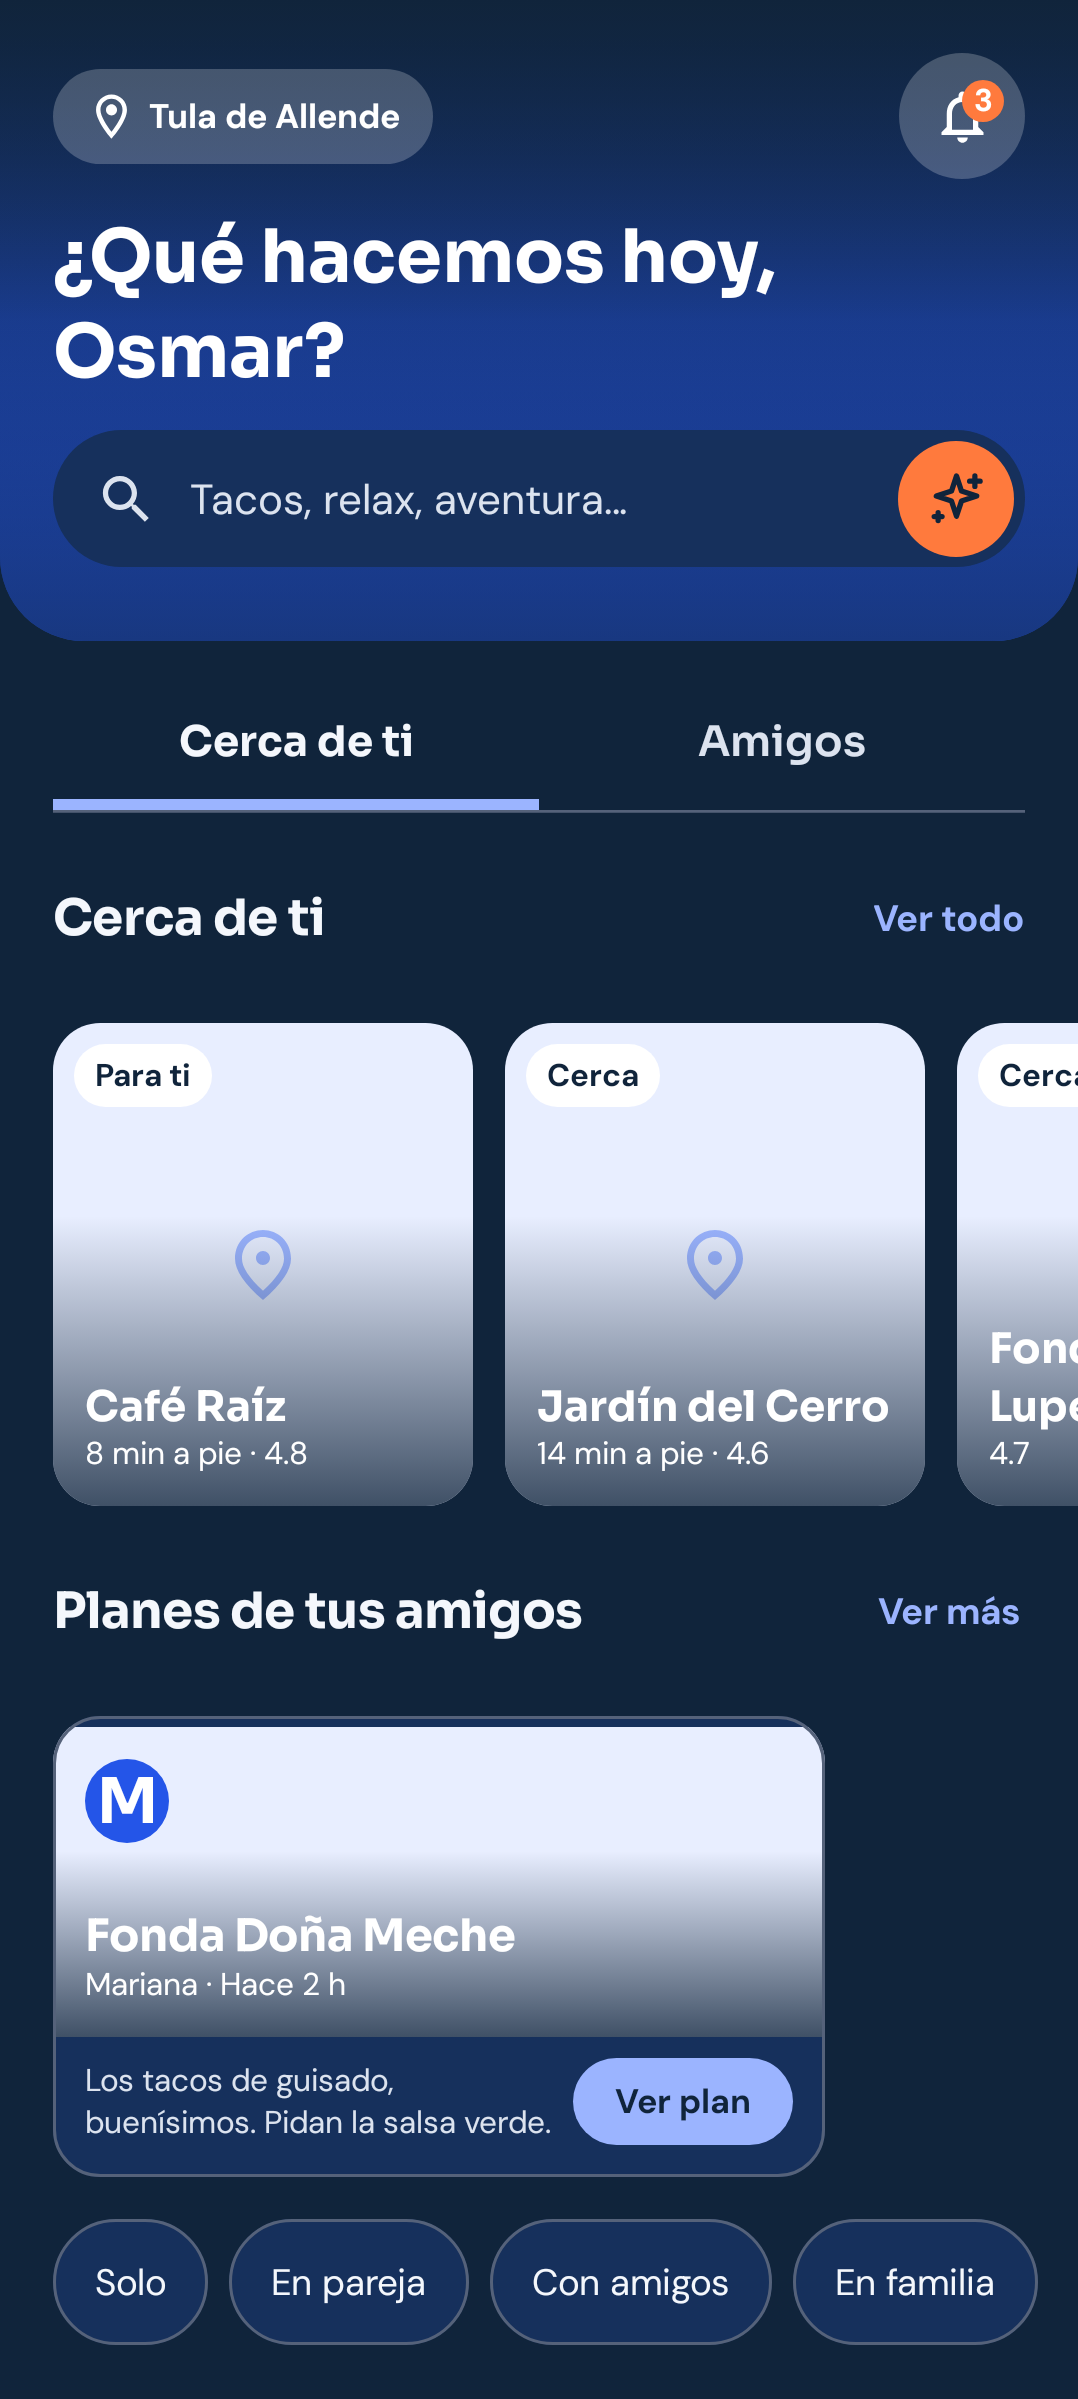 Tula de Allende
3
¿Qué hacemos hoy,
Osmar?
Tacos, relax, aventura...
Cerca de ti
Amigos
Cerca de ti
Ver todo
Para ti
Café Raíz
8 min a pie · 4.8
Cerca
Jardín del Cerro
14 min a pie · 4.6
4.7
Planes de tus amigos
Ver más
M
Fonda Doña Meche
Mariana · Hace 2 h
Los tacos de guisado,
buenísimos. Pidan la salsa verde.
Ver plan
Solo
En pareja
Con amigos
En familia